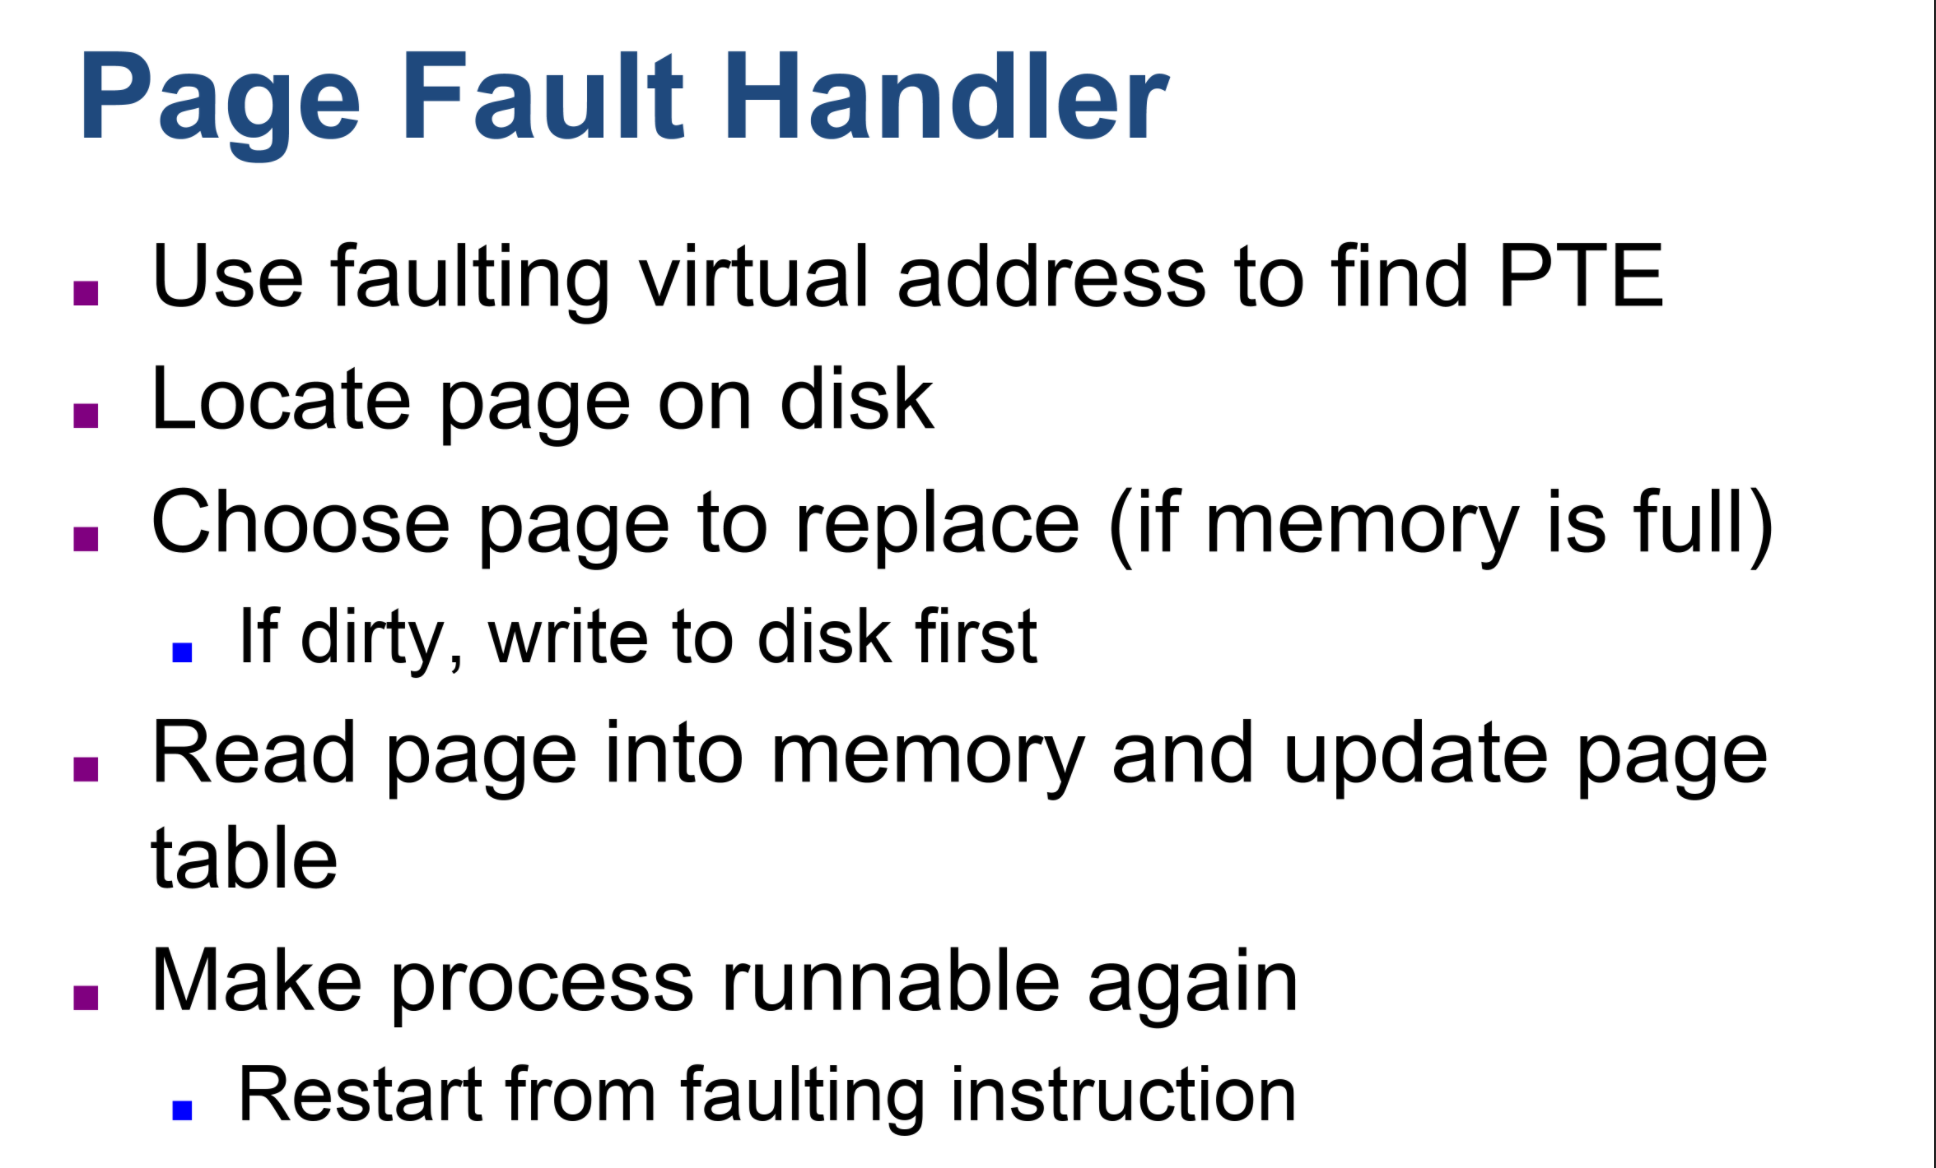 Page Fault Handler
Use faulting virtual address to find PTE
Locate page on disk
Choose page to replace (if memory is full)
If dirty, write to disk first
Read page into memory and update page
table
Make process runnable again
Restart from faulting instruction